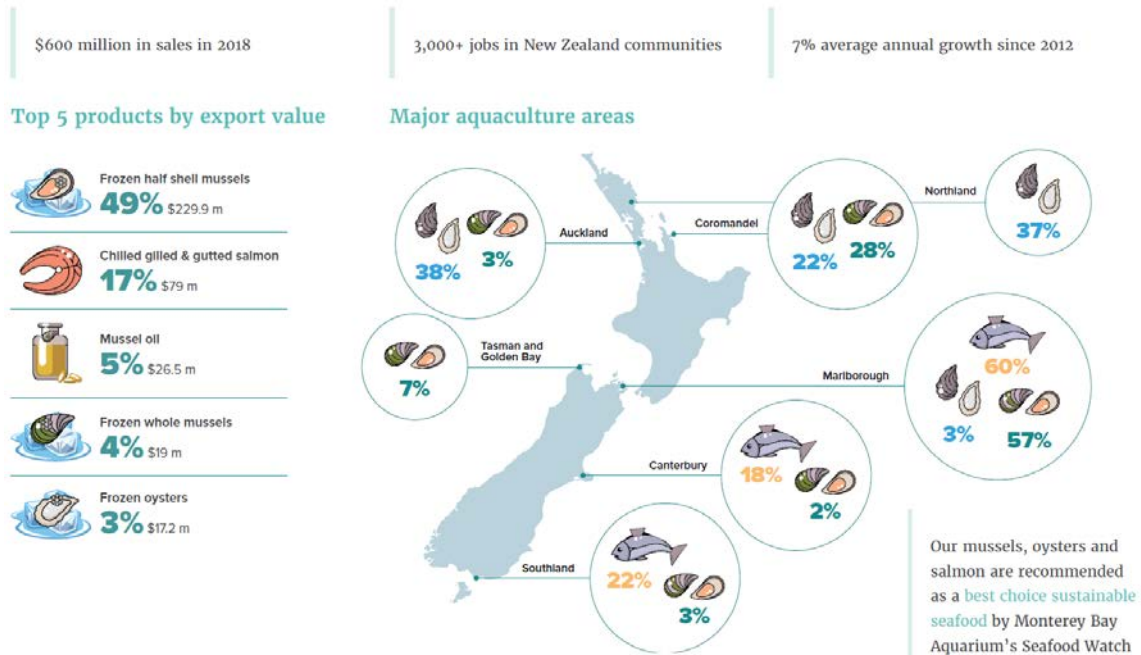 $600 million in sales in 2018
3,000+ jobs in New Zealand communities
7% average annual growth since 2012
Top 5 products by export value
Frozen half shell mussels
49% $229.9 m
Chilled gilled & gutted salmon
17% $79 m
Mussel oil
5% $26.5 m
Frozen whole mussels
4% $19 m
Frozen oysters
3% $17.2 m
Major aquaculture areas
Northland
37%
Coromandel
22% 28%
Auckland
38% 3%
Tasman and
Golden Bay
7%
Marlborough
60%
3% 57%
Canterbury
18%
2%
Southland
22%
3%
Our mussels, oysters and
salmon are recommended
as a best choice sustainable
seafood by Monterey Bay
Aquarium's Seafood Watch